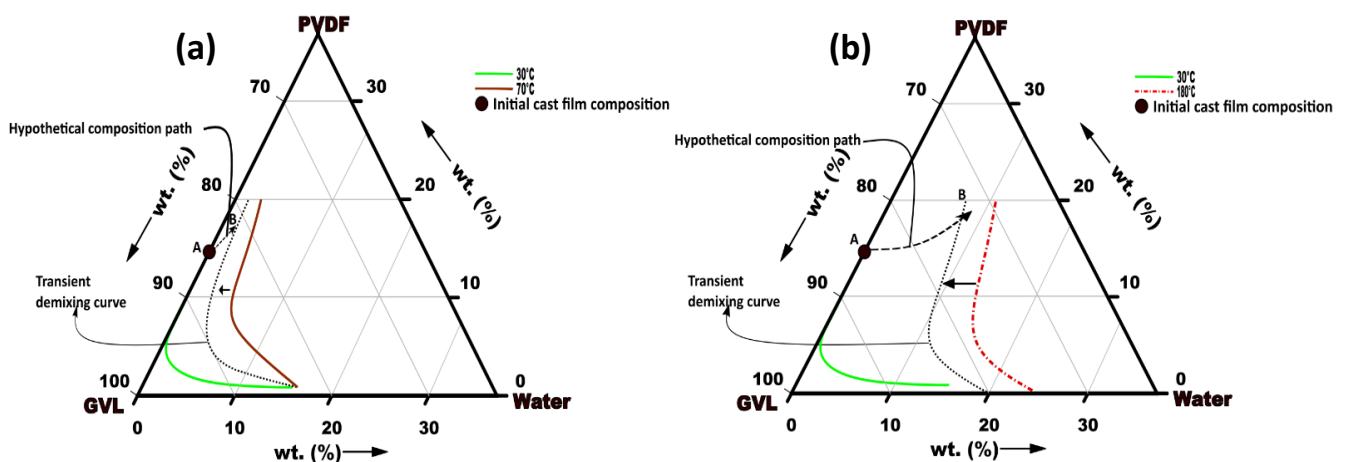 (a)
PVDF
30°C
70°C
Initial cast film composition
70
30
Hypothetical composition path
wt. (%)
wt. (%)
80
20
B
A
Transient
demixing curve
90
10
100
0
GVL
Water
0
10
20
30
wt. (%)
(b)
PVDF
30°C
180°C
Initial cast film composition
70
30
Hypothetical composition path
wt. (%)
wt. (%)
80
20
B
A
Transient
demixing curve
90
10
100
0
GVL
Water
0
10
20
30
wt. (%)